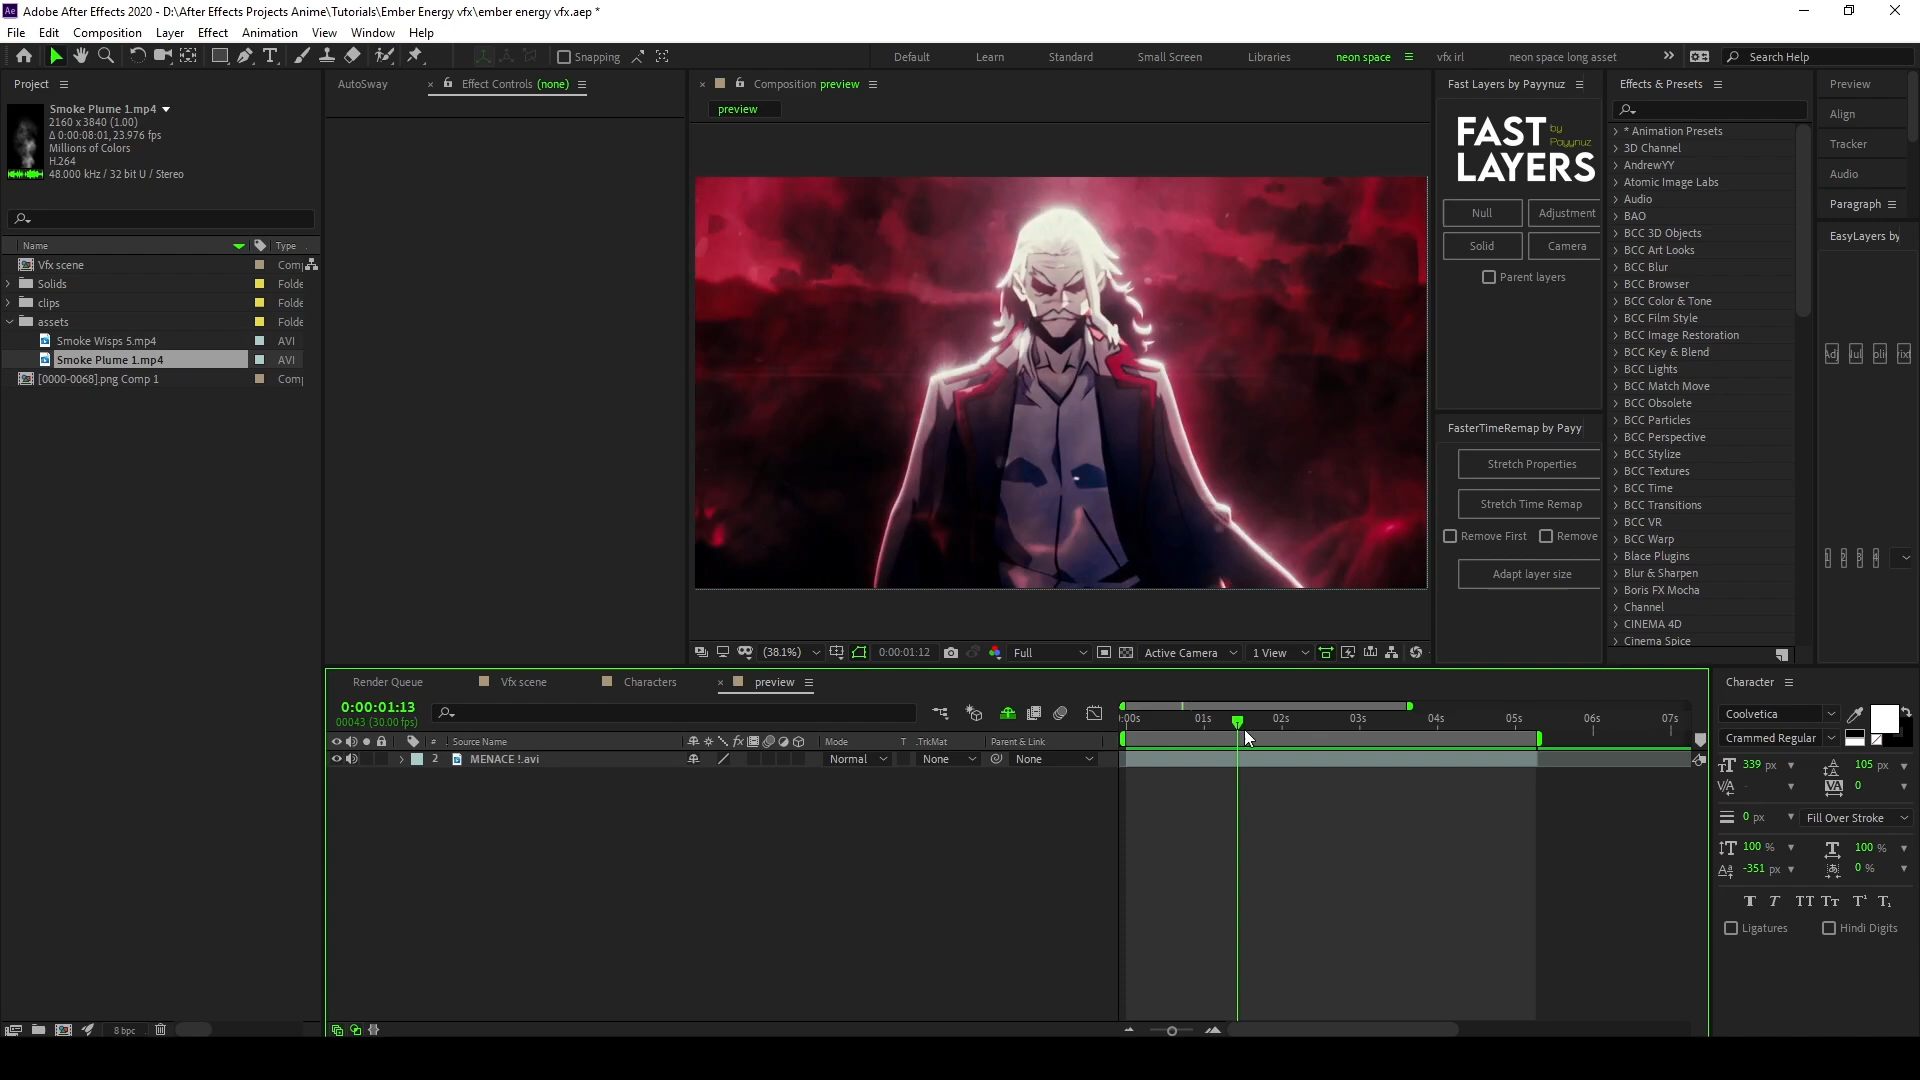 Adobe After Effects 2020 - D:\After Effects Projects Anime\Tutorials\Ember Energy vfx\ember energy vfx.aep *
File Edit Composition Layer Effect Animation View Window Help
Snapping
Default Learn Standard Small Screen Libraries neon space vfx irl neon space long asset
Search Help
Project
Smoke Plume 1.mp4
2160 x 3840 (1.00)
Δ 0:00:08:01, 23.976 fps
Millions of Colors
H.264
48.000 kHz / 32 bit U / Stereo
Name Type
Vfx scene
Solids
clips
assets
Smoke Wisps 5.mp4 AVI
Smoke Plume 1.mp4 AVI
[0000-0068].png Comp 1
8 bpc
AutoSway
Effect Controls (none)
Composition preview
preview
(38.1%) 0:00:01:12 Full Active Camera 1 View
Fast Layers by Payynuz
FAST
by
Payynuz
LAYERS
Null Adjustment
Solid Camera
Parent layers
FasterTimeRemap by Payy
Stretch Properties
Stretch Time Remap
Remove First Remove
Adapt layer size
Effects & Presets
* Animation Presets
3D Channel
AndrewYY
Atomic Image Labs
Audio
BAO
BCC 3D Objects
BCC Art Looks
BCC Blur
BCC Browser
BCC Color & Tone
BCC Film Style
BCC Image Restoration
BCC Key & Blend
BCC Lights
BCC Match Move
BCC Obsolete
BCC Particles
BCC Perspective
BCC Stylize
BCC Textures
BCC Time
BCC Transitions
BCC VR
BCC Warp
Blace Plugins
Blur & Sharpen
Boris FX Mocha
Channel
CINEMA 4D
Cinema Spice
Preview
Align
Tracker
Audio
Paragraph
EasyLayers by
Render Queue Vfx scene Characters preview
0:00:01:13
00043 (30.00 fps)
:00s 01s 02s 03s 04s 05s 06s 07s
# Source Name Mode T .TrkMat Parent & Link
2 MENACE !.avi Normal None None
Character
Coolvetica
Crammed Regular
339 px 105 px
0
0 px Fill Over Stroke
100 % 100 %
-351 px 0 %
T T TT Tt T¹ T₁
Ligatures Hindi Digits